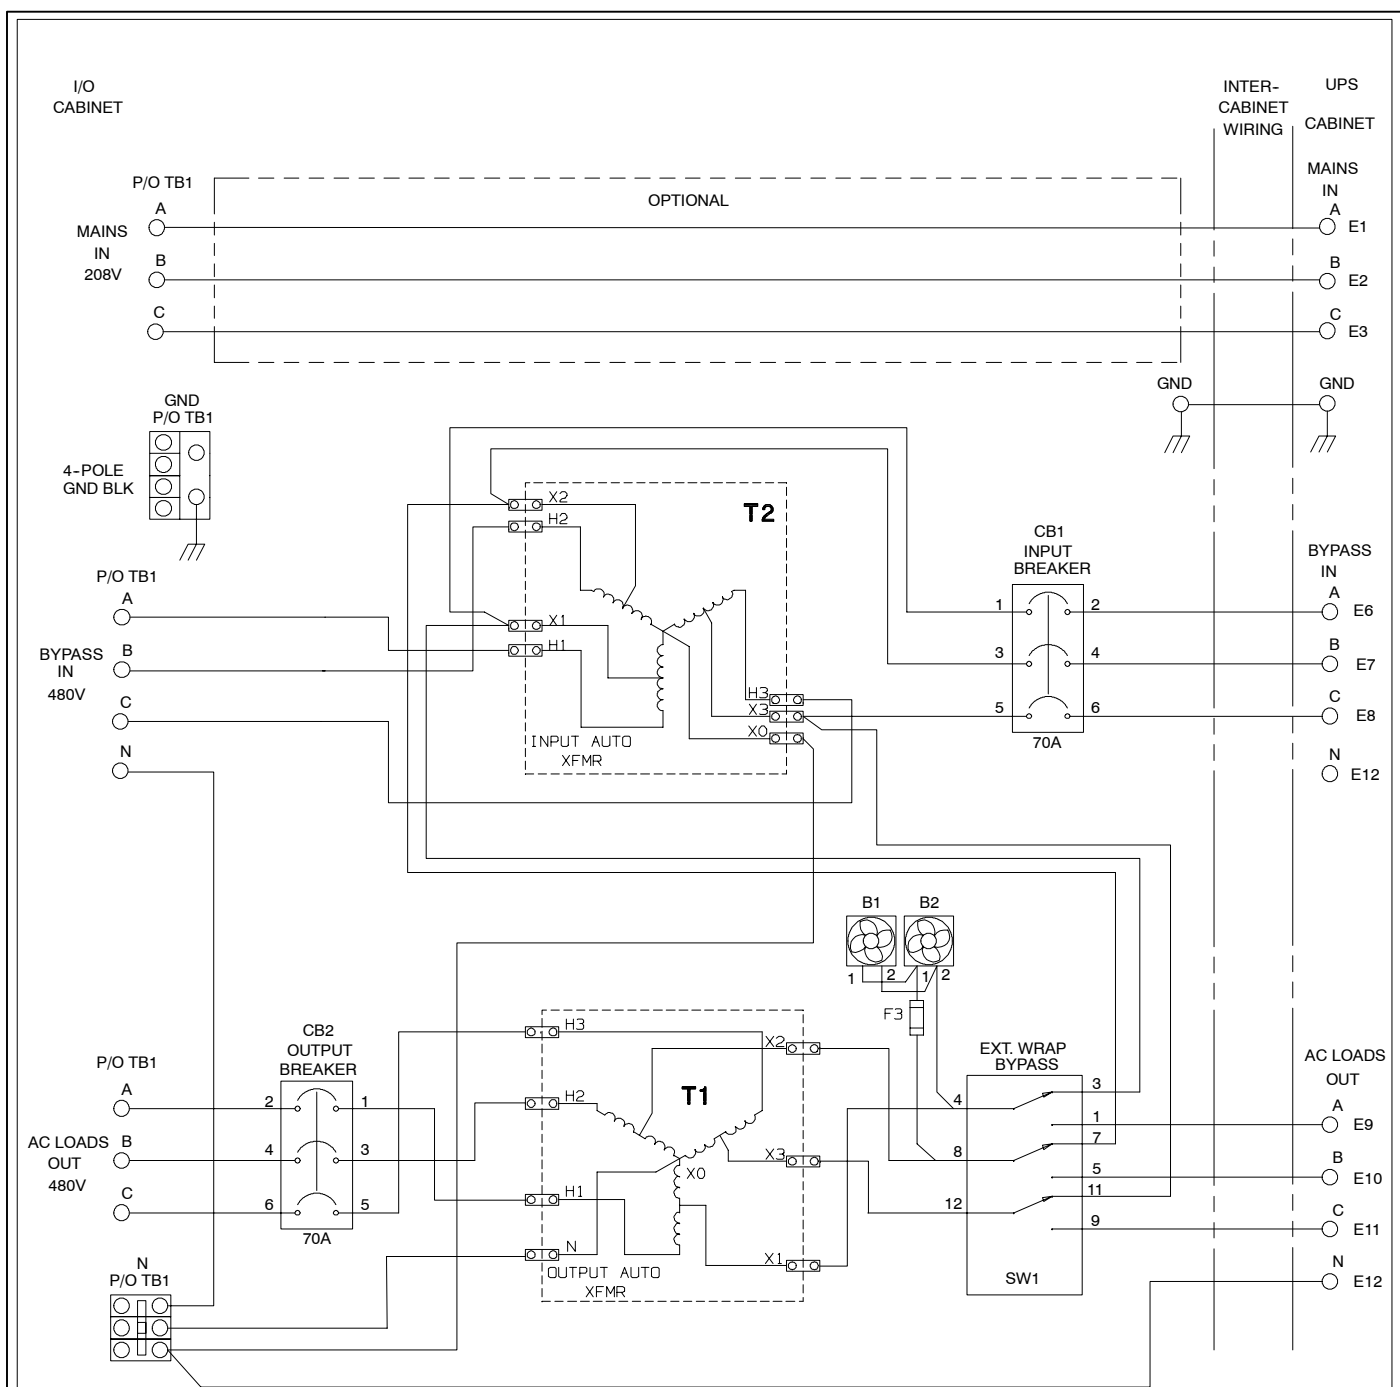 I/O
CABINET
INTER-
CABINET
WIRING
UPS
CABINET
P/O TB1
OPTIONAL
MAINS
IN
208V
A
B
C
MAINS
IN
A
E1
B
E2
C
E3
GND
P/O TB1
4-POLE
GND BLK
GND
GND
X2
H2
T2
X1
H1
H3
X3
X0
INPUT AUTO
XFMR
CB1
INPUT
BREAKER
1
2
3
4
5
6
70A
P/O TB1
A
BYPASS
IN
480V
B
C
N
BYPASS
IN
A
E6
B
E7
C
E8
N
E12
B1
B2
1
2
1
2
F3
CB2
OUTPUT
BREAKER
2
1
4
3
6
5
70A
P/O TB1
A
AC LOADS
OUT
480V
B
C
N
P/O TB1
H3
X2
H2
T1
X3
X0
H1
N
X1
OUTPUT AUTO
XFMR
EXT. WRAP
BYPASS
4
3
1
8
7
5
12
11
9
SW1
AC LOADS
OUT
A
E9
B
E10
C
E11
N
E12